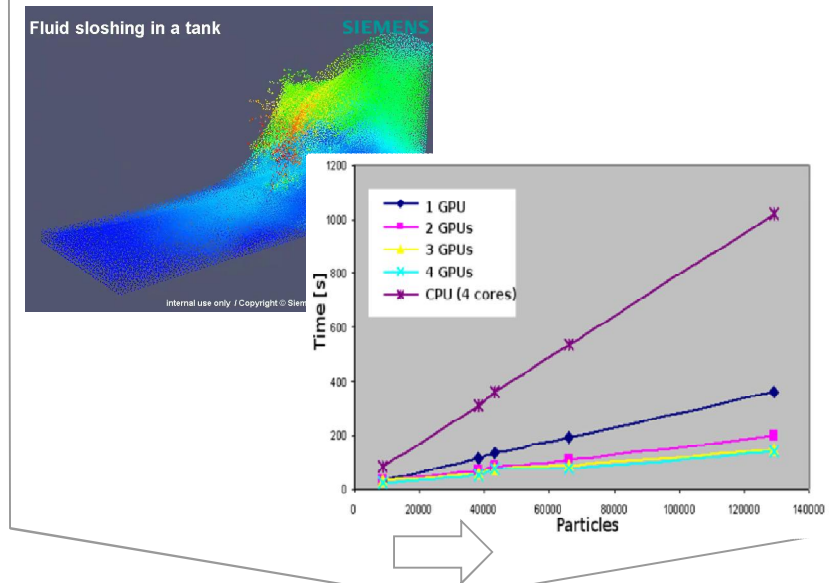 Fluid sloshing in a tank
SIEMENS
internal use only / Copyright © Siem
1200
1000
800
600
400
200
0
Time [s]
1 GPU
2 GPUs
3 GPUs
4 GPUs
CPU (4 cores)
0 20000 40000 60000 80000 100000 120000 140000
Particles